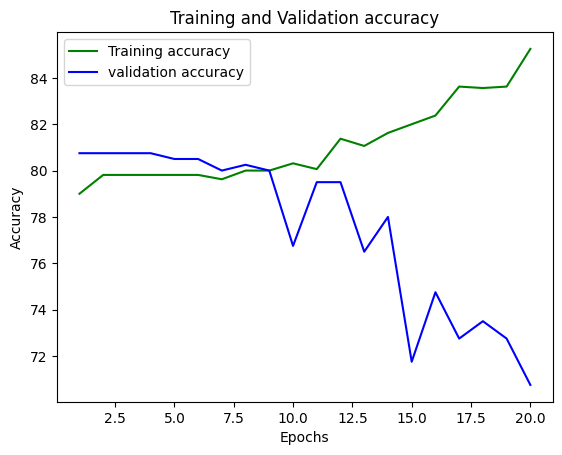 Training and Validation accuracy
Training accuracy
validation accuracy
84
82
80
78
76
74
72
Accuracy
2.5 5.0 7.5 10.0 12.5 15.0 17.5 20.0
Epochs